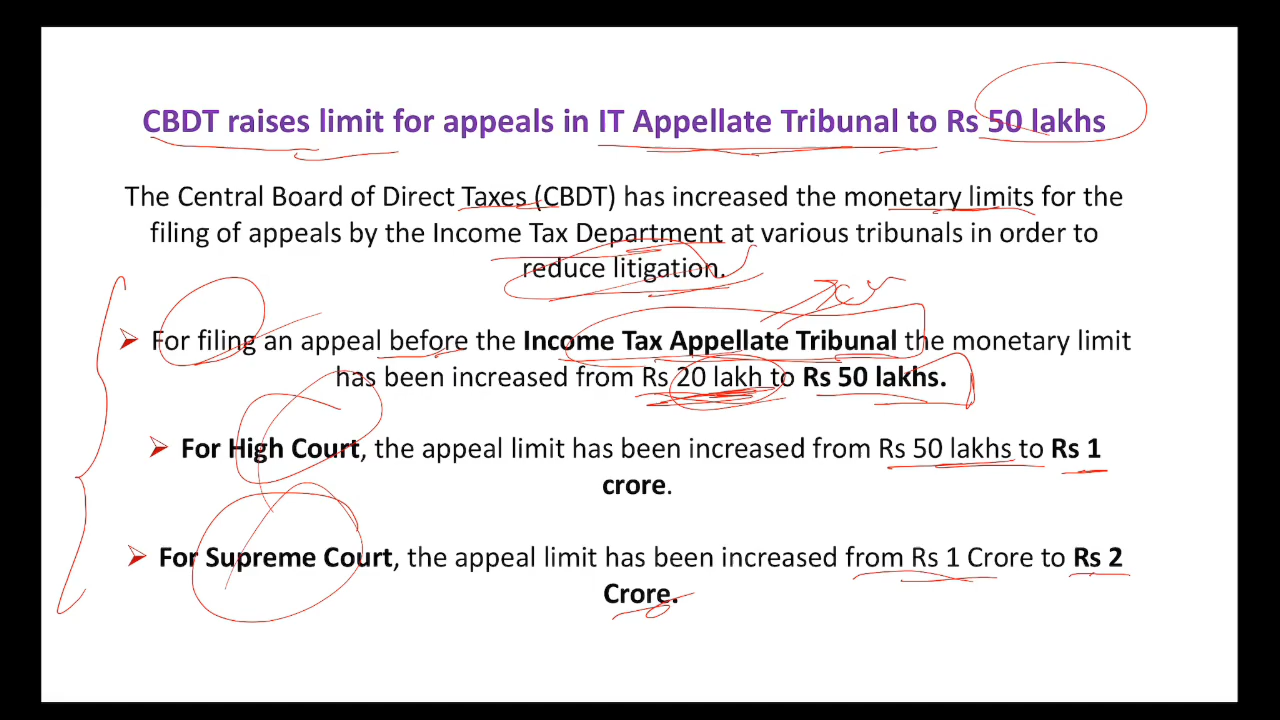 CBDT raises limit for appeals in IT Appellate Tribunal to Rs 50 lakhs
The Central Board of Direct Taxes (CBDT) has increased the monetary limits for the
filing of appeals by the Income Tax Department at various tribunals in order to
reduce litigation.
For filing an appeal before the Income Tax Appellate Tribunal the monetary limit
has been increased from Rs 20 lakh to Rs 50 lakhs.
For High Court, the appeal limit has been increased from Rs 50 lakhs to Rs 1
crore.
For Supreme Court, the appeal limit has been increased from Rs 1 Crore to Rs 2
Crore.